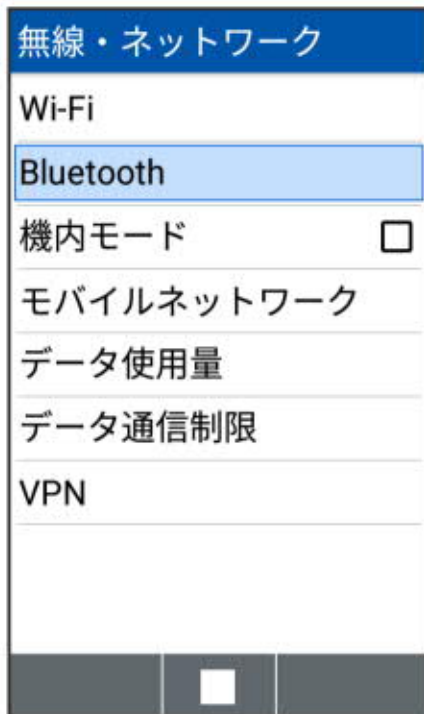 無線・ネットワーク
Wi-Fi
Bluetooth
機内モード
モバイルネットワーク
データ使用量
データ通信制限
VPN